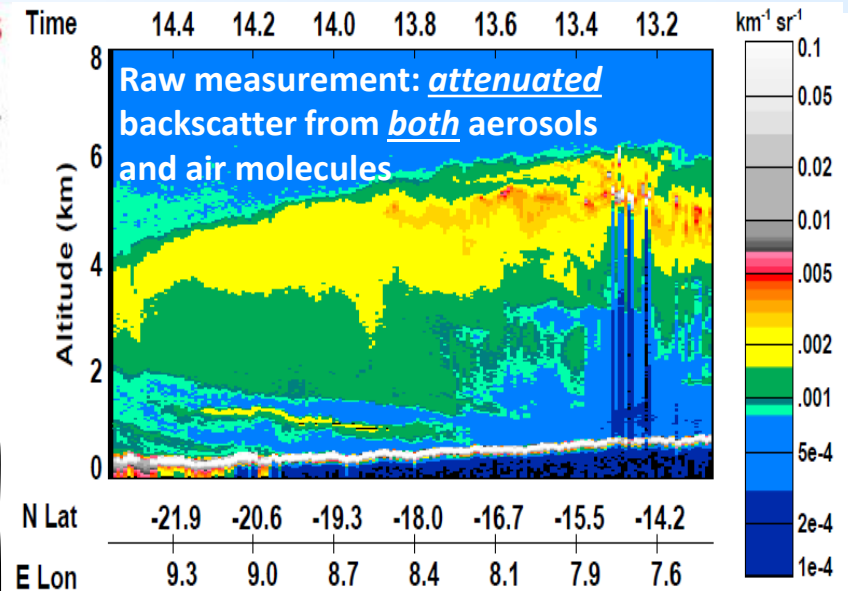 Time 14.4 14.2 14.0 13.8 13.6 13.4 13.2 km⁻¹ sr⁻¹
Raw measurement: attenuated
backscatter from both aerosols
and air molecules
Altitude (km)
8
6
4
2
0
0.1
0.05
0.02
0.01
.005
.002
.001
5e-4
2e-4
1e-4
N Lat -21.9 -20.6 -19.3 -18.0 -16.7 -15.5 -14.2
E Lon 9.3 9.0 8.7 8.4 8.1 7.9 7.6